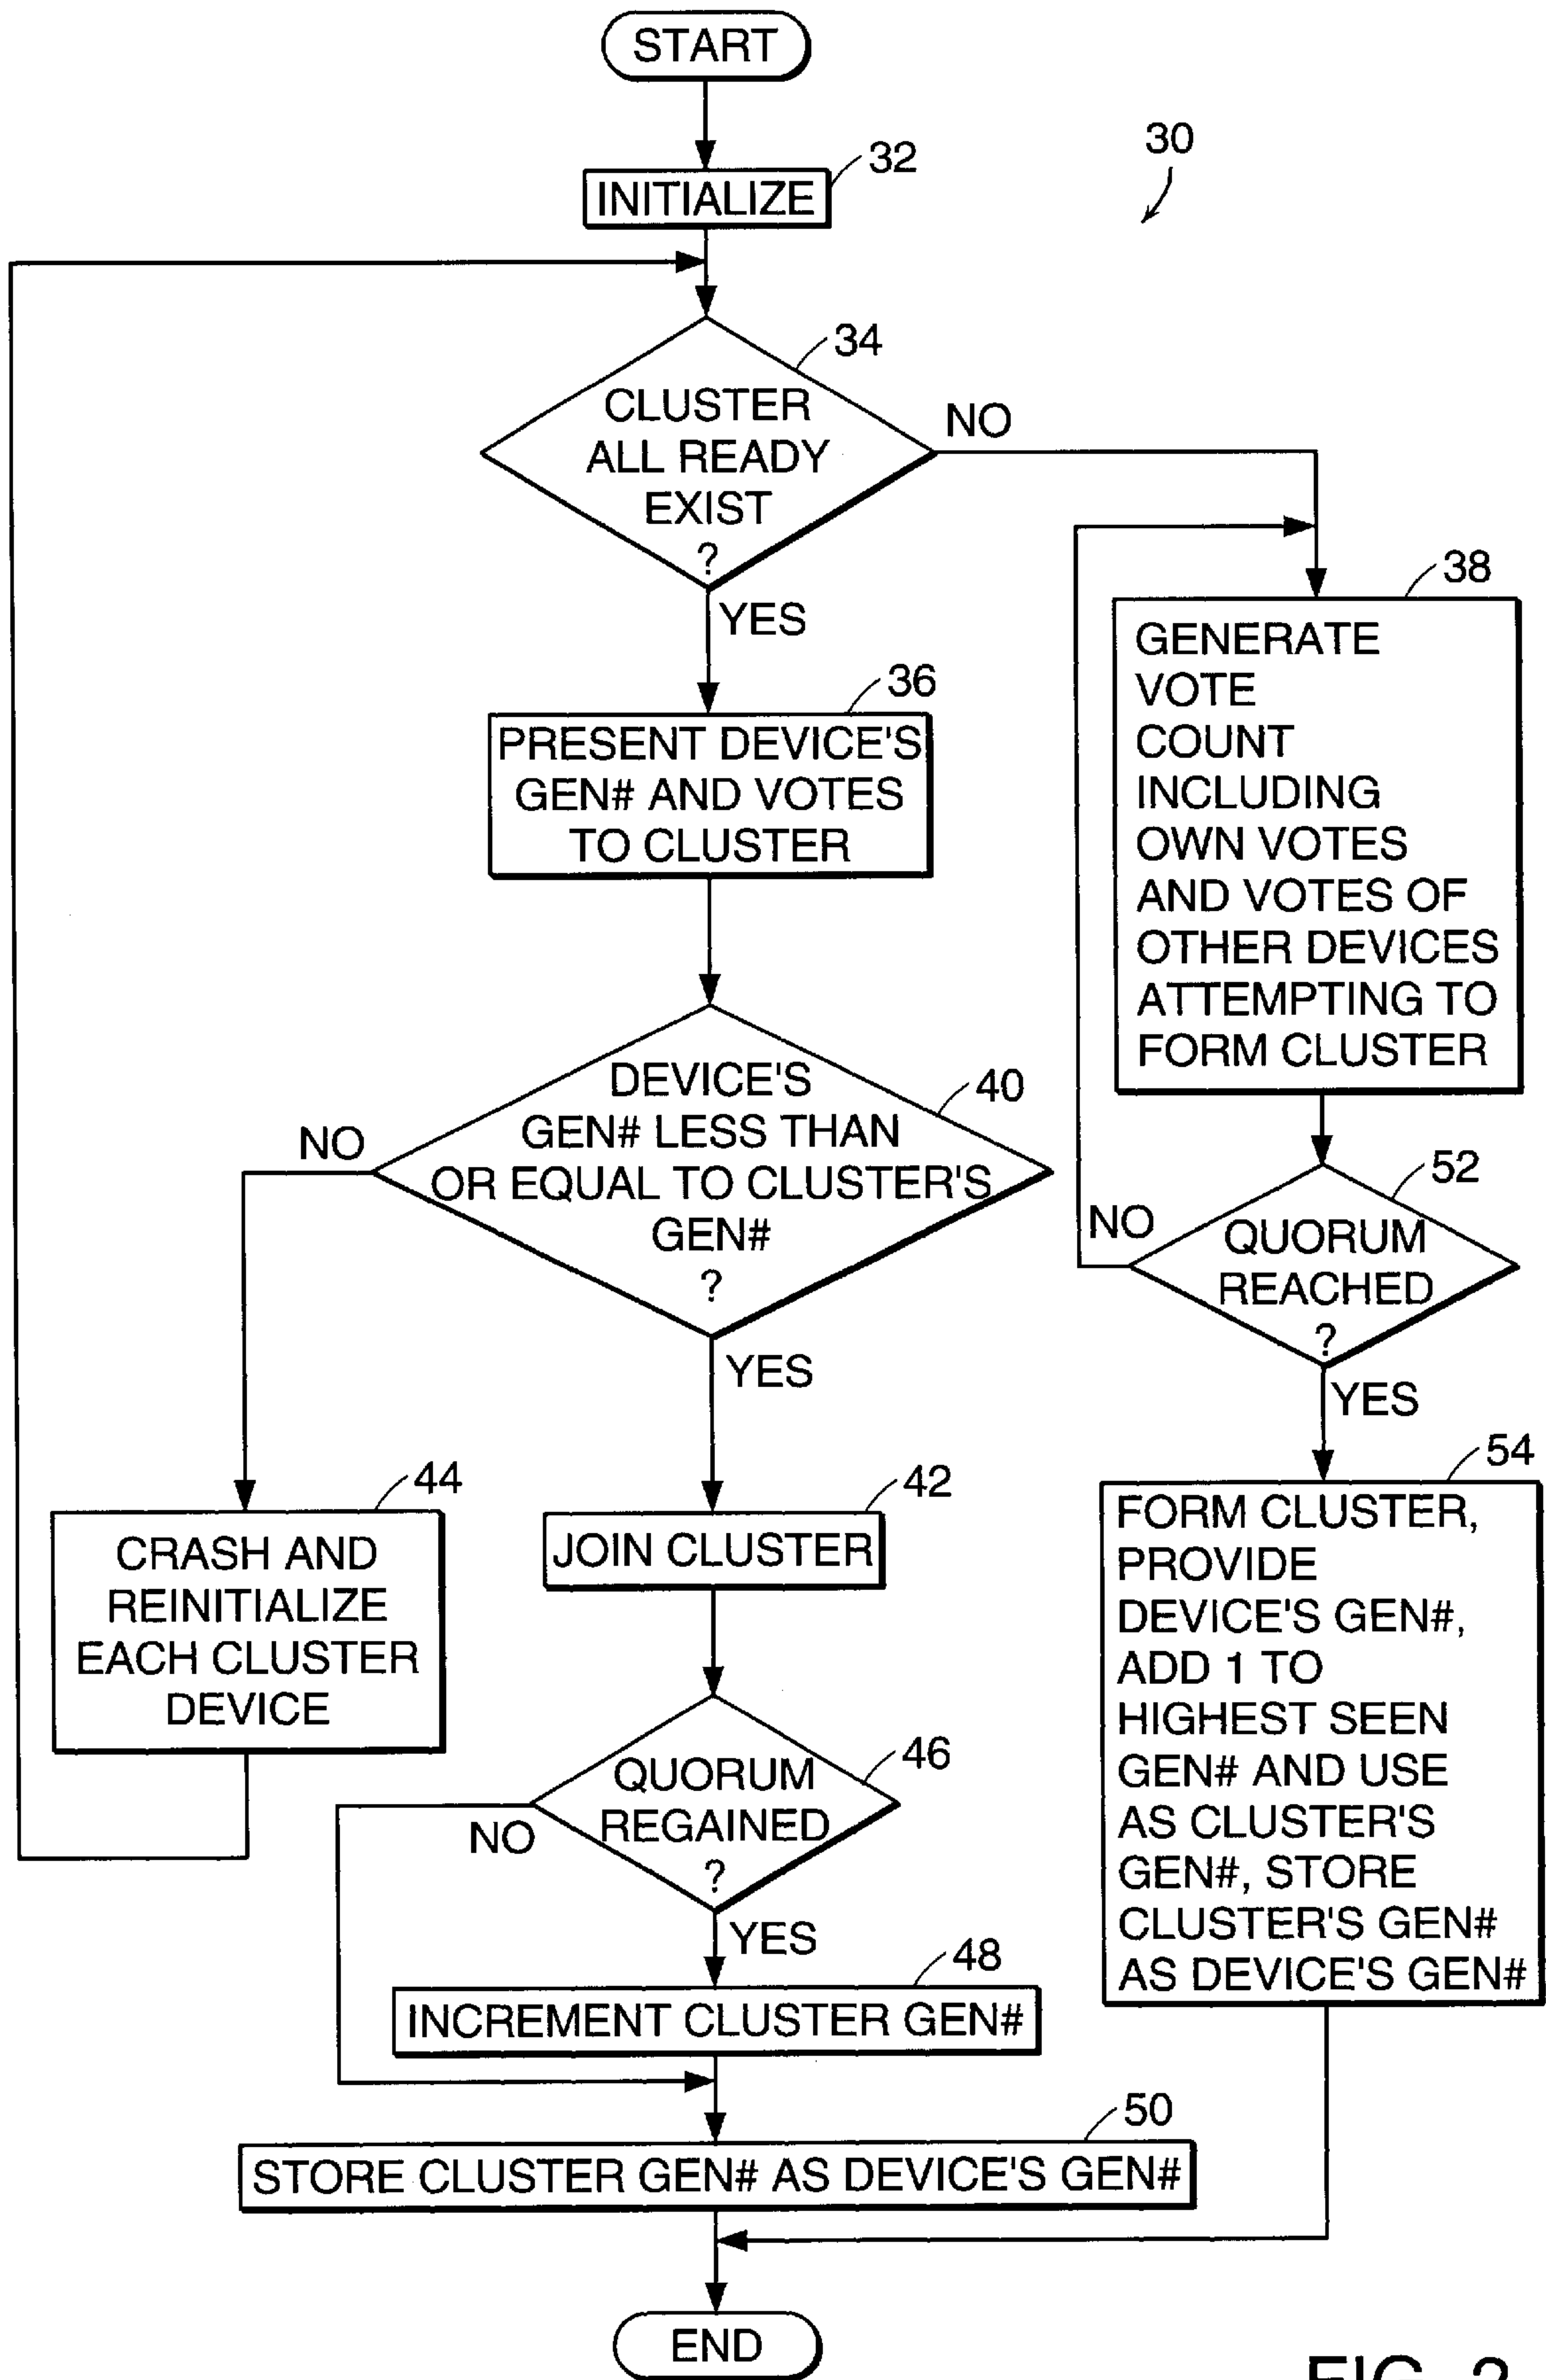 START
32
INITIALIZE
30
34
CLUSTER
ALL READY
EXIST
?
NO
YES
38
GENERATE
VOTE
COUNT
INCLUDING
OWN VOTES
AND VOTES OF
OTHER DEVICES
ATTEMPTING TO
FORM CLUSTER
36
PRESENT DEVICE'S
GEN# AND VOTES
TO CLUSTER
40
DEVICE'S
GEN# LESS THAN
OR EQUAL TO CLUSTER'S
GEN#
?
NO
YES
52
QUORUM
REACHED
?
NO
YES
44
CRASH AND
REINITIALIZE
EACH CLUSTER
DEVICE
42
JOIN CLUSTER
54
FORM CLUSTER,
PROVIDE
DEVICE'S GEN#,
ADD 1 TO
HIGHEST SEEN
GEN# AND USE
AS CLUSTER'S
GEN#, STORE
CLUSTER'S GEN#
AS DEVICE'S GEN#
46
QUORUM
REGAINED
?
NO
YES
48
INCREMENT CLUSTER GEN#
50
STORE CLUSTER GEN# AS DEVICE'S GEN#
END
FIG. 2